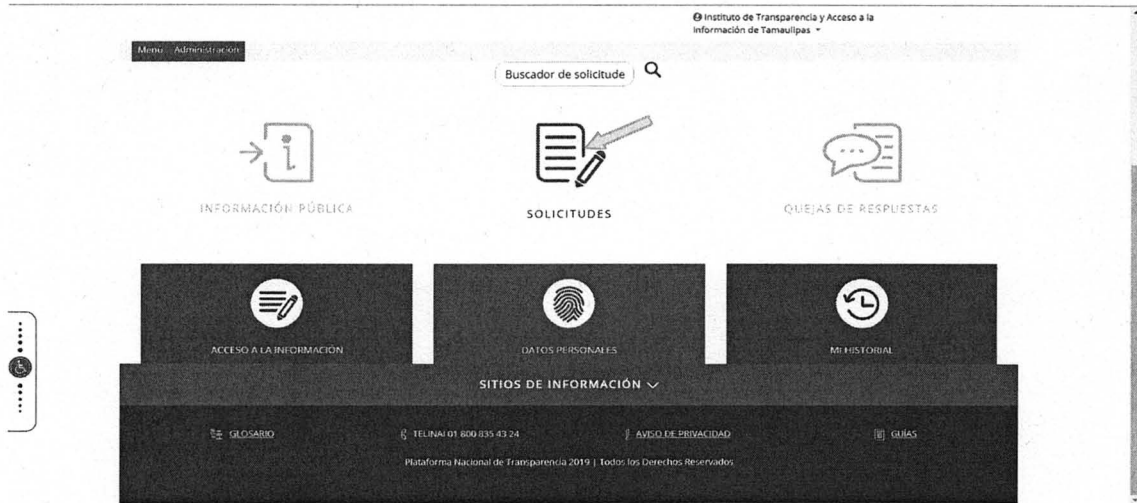 Instituto de Transparencia y Acceso a la
Información de Tamaulipas
Menú Administración
Buscador de solicitude
INFORMACIÓN PÚBLICA
SOLICITUDES
QUEJAS DE RESPUESTAS
ACCESO A LA INFORMACIÓN
DATOS PERSONALES
MI HISTORIAL
SITIOS DE INFORMACIÓN
GLOSARIO
TELINAI 01 800 835 43 24
AVISO DE PRIVACIDAD
GUÍAS
Plataforma Nacional de Transparencia 2019 | Todos los Derechos Reservados